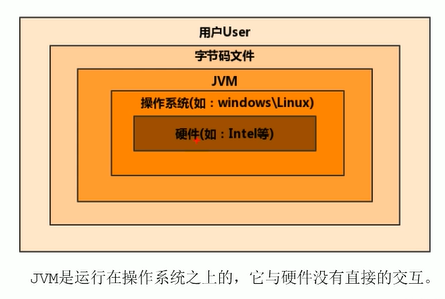 用户User
字节码文件
JVM
操作系统(如：windows\Linux)
硬件(如：Intel等)
JVM是运行在操作系统之上的，它与硬件没有直接的交互。